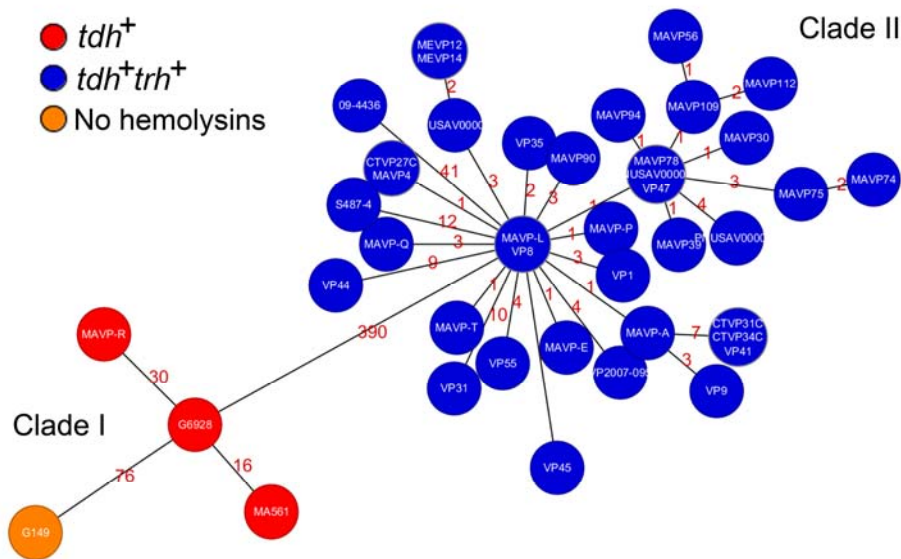 tdh+
tdh+trh+
No hemolysins
Clade II
MEVP12
MEVP14
2
USAV0000
09-4436
41
3
VP35
2
MAVP90
3
CTVP27C
MAVP4
1
S487-4
12
MAVP-Q
3
VP44
9
MAVP-L
VP8
1
MAVP-P
1
VP1
3
MAVP56
1
MAVP109
2
MAVP112
MAVP94
1
1
MAVP30
1
MAVP78
NUSAV0000
VP47
3
MAVP75
2
MAVP74
MAVP39
1
4
USAV0000
MAVP-T
1
VP31
10
VP55
4
MAVP-E
1
VP2007-095
4
1
MAVP-A
7
CTVP31C
CTVP34C
VP41
3
VP9
VP45
390
MAVP-R
30
Clade I
G6928
76
16
G149
MA561